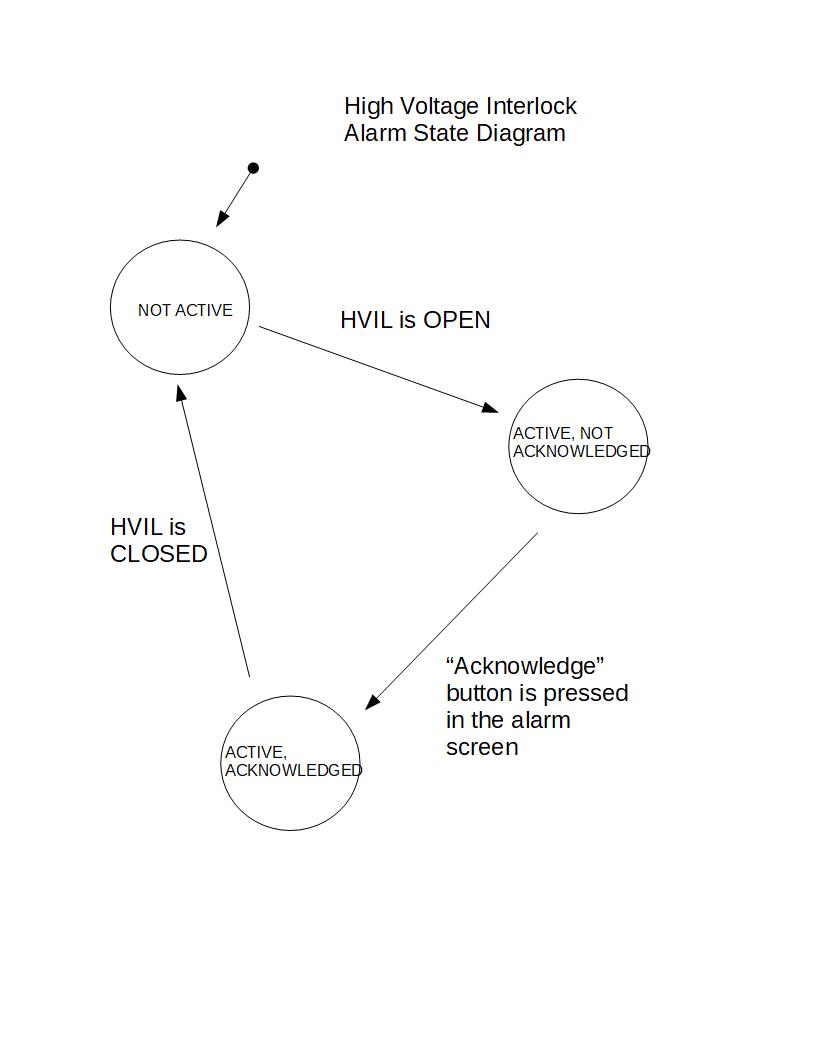 High Voltage Interlock
Alarm State Diagram
NOT ACTIVE
HVIL is OPEN
ACTIVE, NOT
ACKNOWLEDGED
HVIL is
CLOSED
“Acknowledge”
button is pressed
in the alarm
screen
ACTIVE,
ACKNOWLEDGED